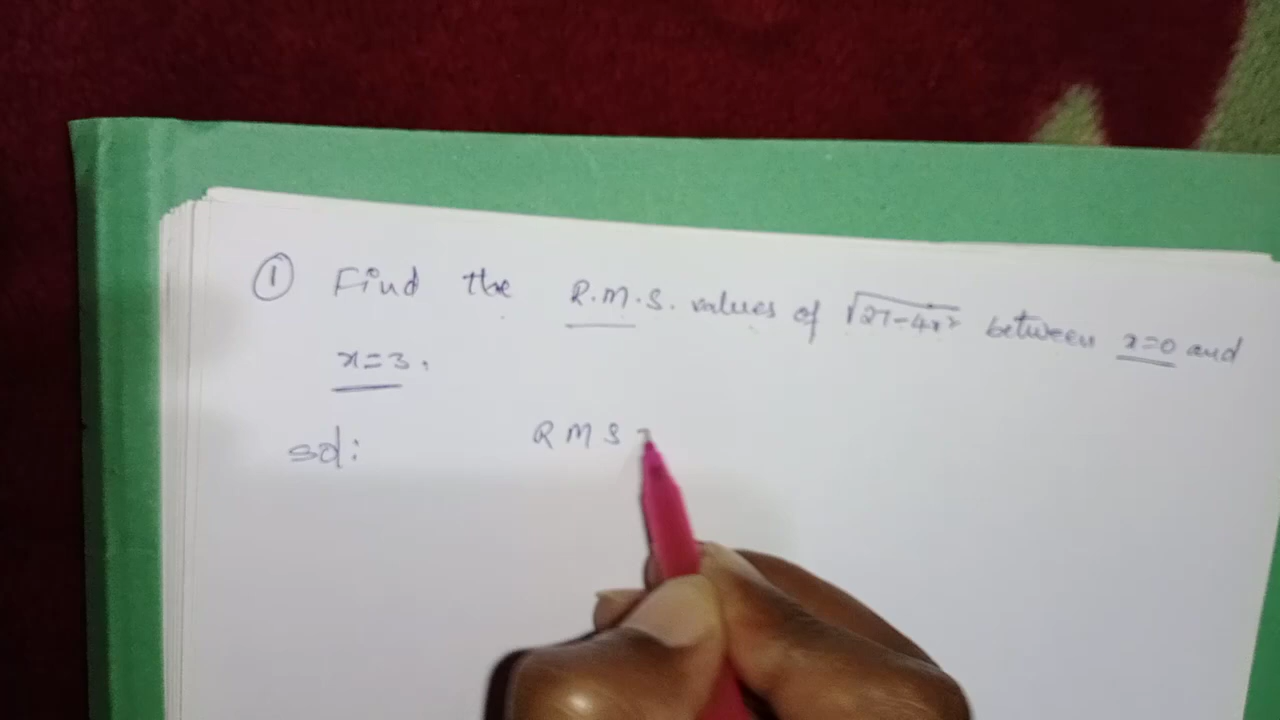 ① Find the R.M.S. values of √27-4x² between x=0 and
x=3.
sol:
RMS =